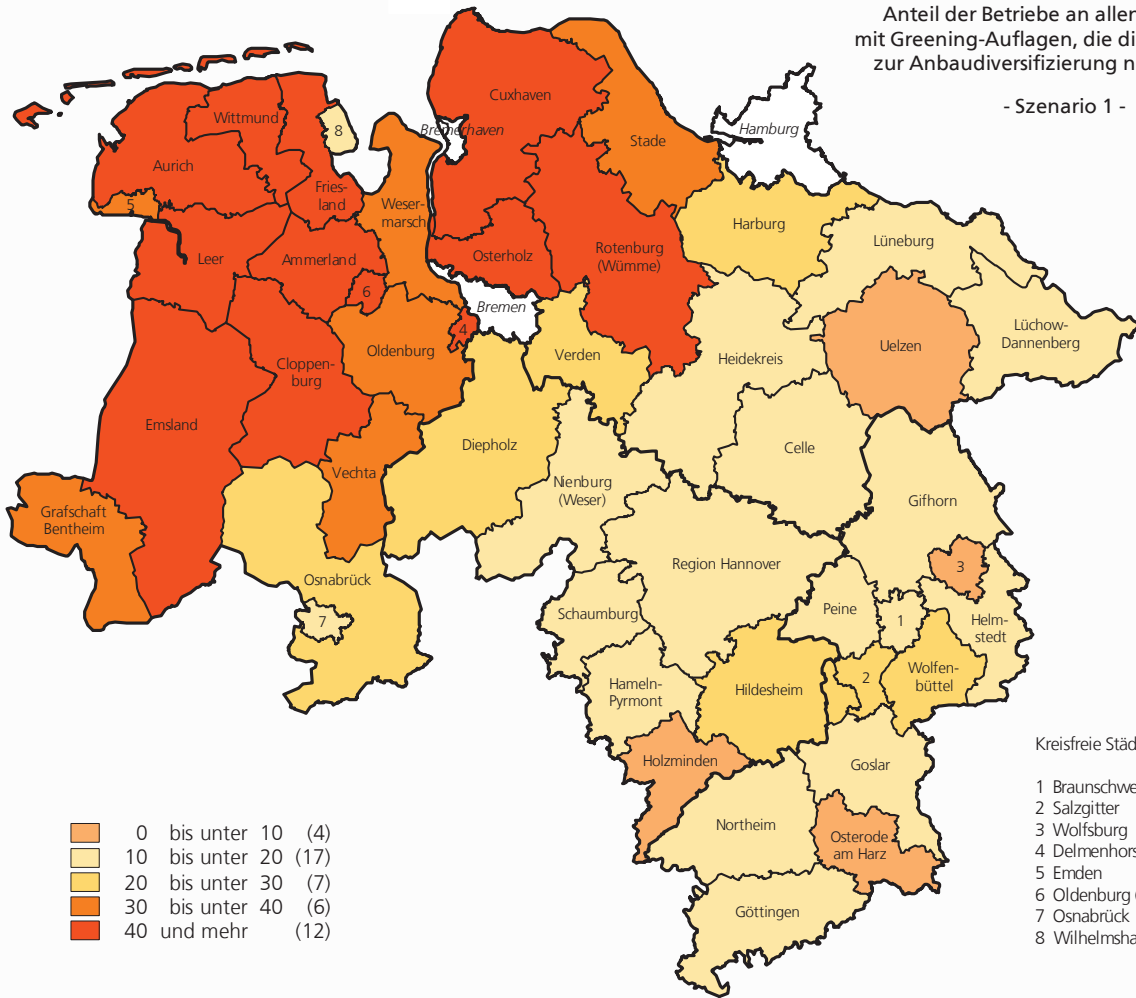 Anteil der Betriebe an allen
mit Greening-Auflagen, die di
zur Anbaudiversifizierung n
- Szenario 1 -
Cuxhaven
Wittmund
8
Bremerhaven
Hamburg
Stade
Aurich
Fries-
land
5
Weser-
marsch
Harburg
Lüneburg
Leer
Ammerland
Osterholz
Rotenburg
(Wümme)
6
Bremen
4
Lüchow-
Dannenberg
Oldenburg
Verden
Heidekreis
Uelzen
Cloppen-
burg
Emsland
Diepholz
Celle
Vechta
Nienburg
(Weser)
Gifhorn
Grafschaft
Bentheim
Region Hannover
3
Osnabrück
Schaumburg
Peine
1
Helm-
stedt
7
Hameln-
Pyrmont
Hildesheim
2
Wolfen-
büttel
Holzminden
Goslar
Northeim
Osterode
am Harz
Göttingen
0 bis unter 10 (4)
10 bis unter 20 (17)
20 bis unter 30 (7)
30 bis unter 40 (6)
40 und mehr (12)
Kreisfreie Städ
1 Braunschwe
2 Salzgitter
3 Wolfsburg
4 Delmenhors
5 Emden
6 Oldenburg
7 Osnabrück
8 Wilhelmsha